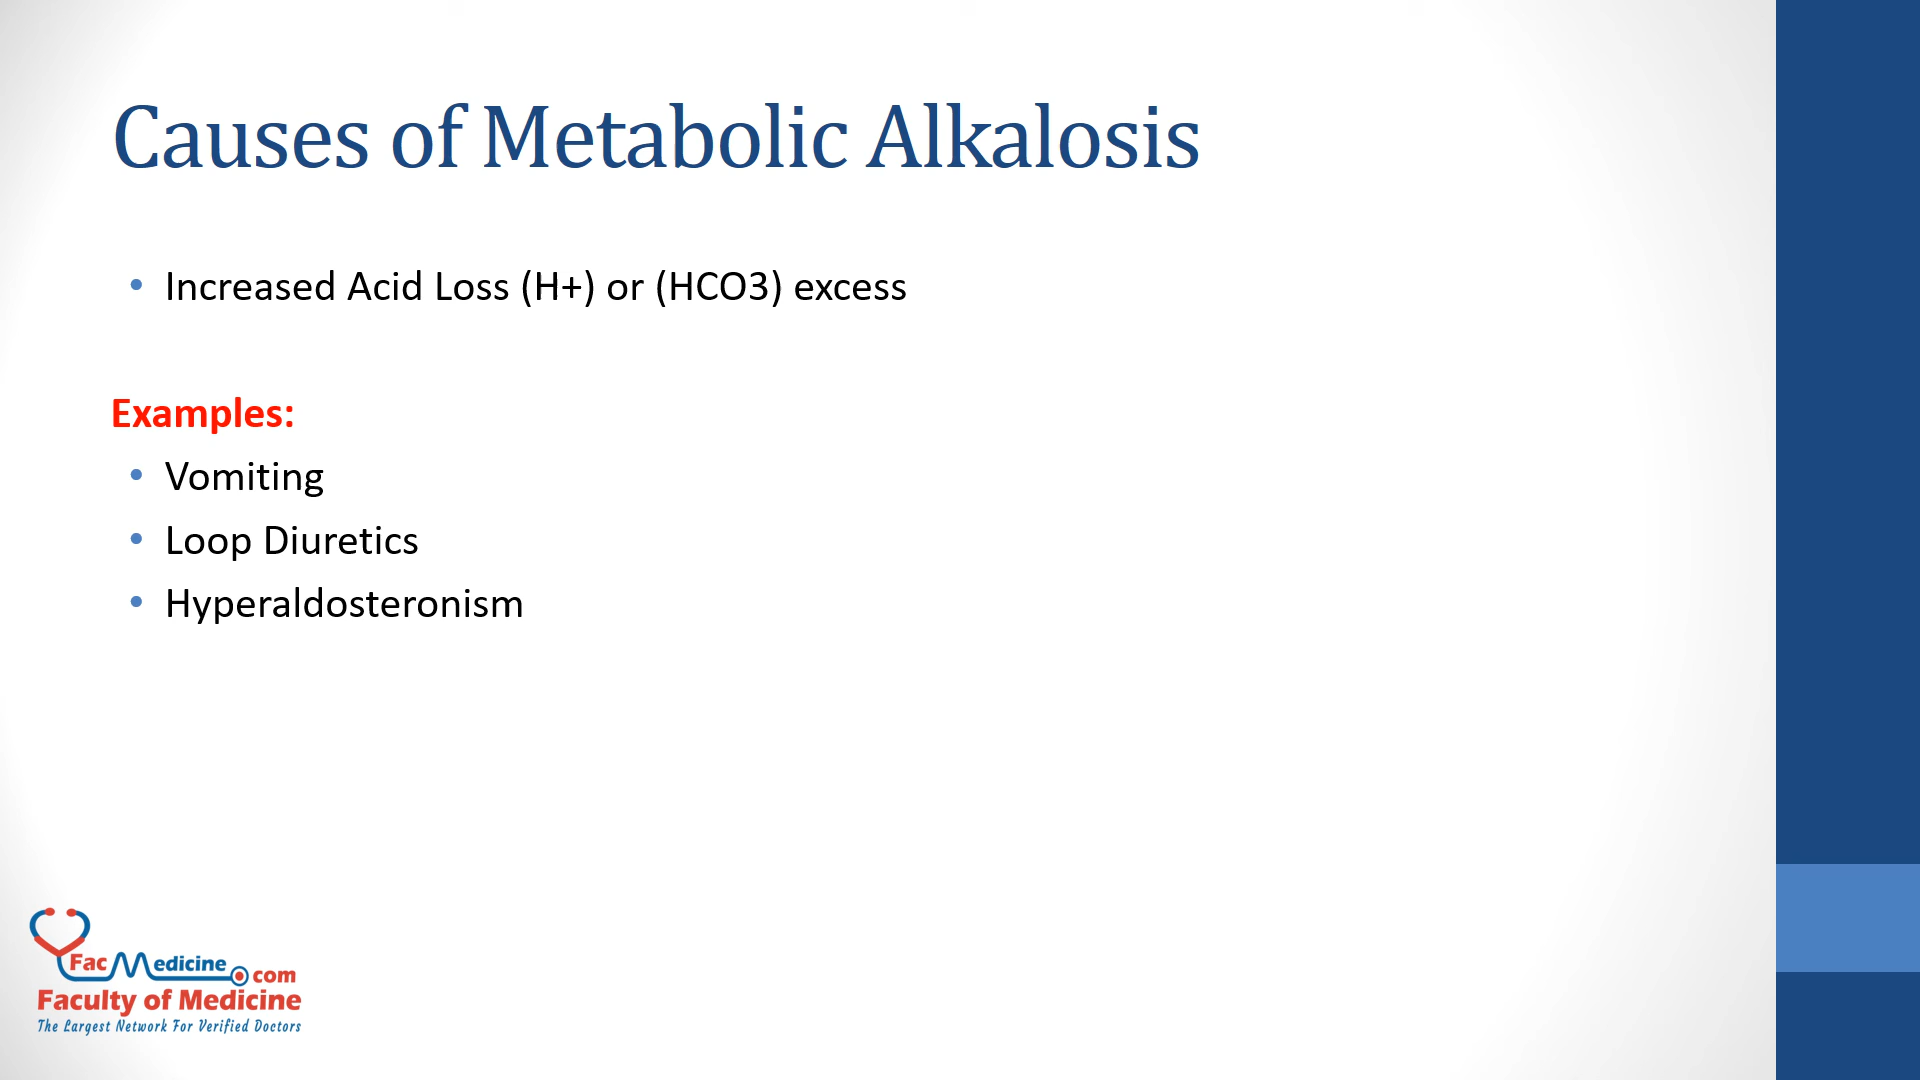 Causes of Metabolic Alkalosis
• Increased Acid Loss (H+) or (HCO3) excess
Examples:
• Vomiting
• Loop Diuretics
• Hyperaldosteronism
FacMedicine.com
Faculty of Medicine
The Largest Network For Verified Doctors